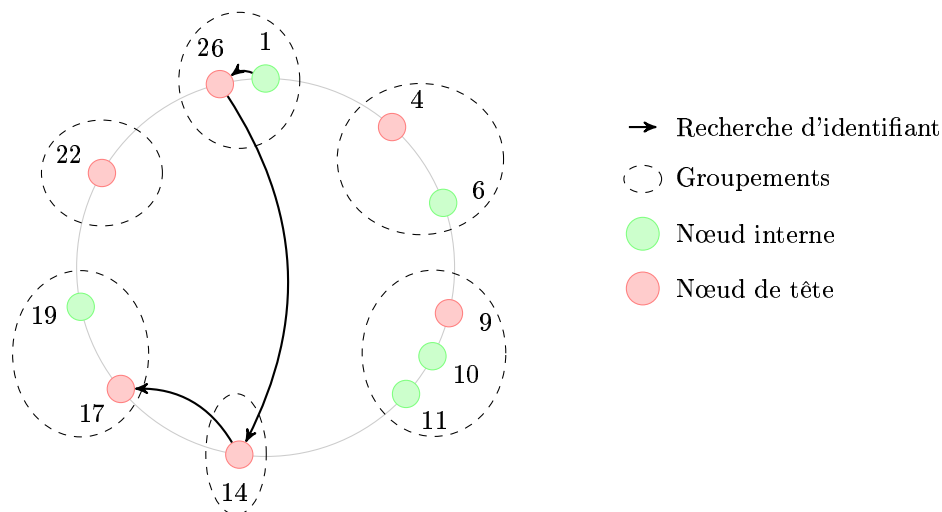 26
1
4
22
6
19
9
10
17
11
14
Recherche d'identifiant
Groupements
Nœud interne
Nœud de tête